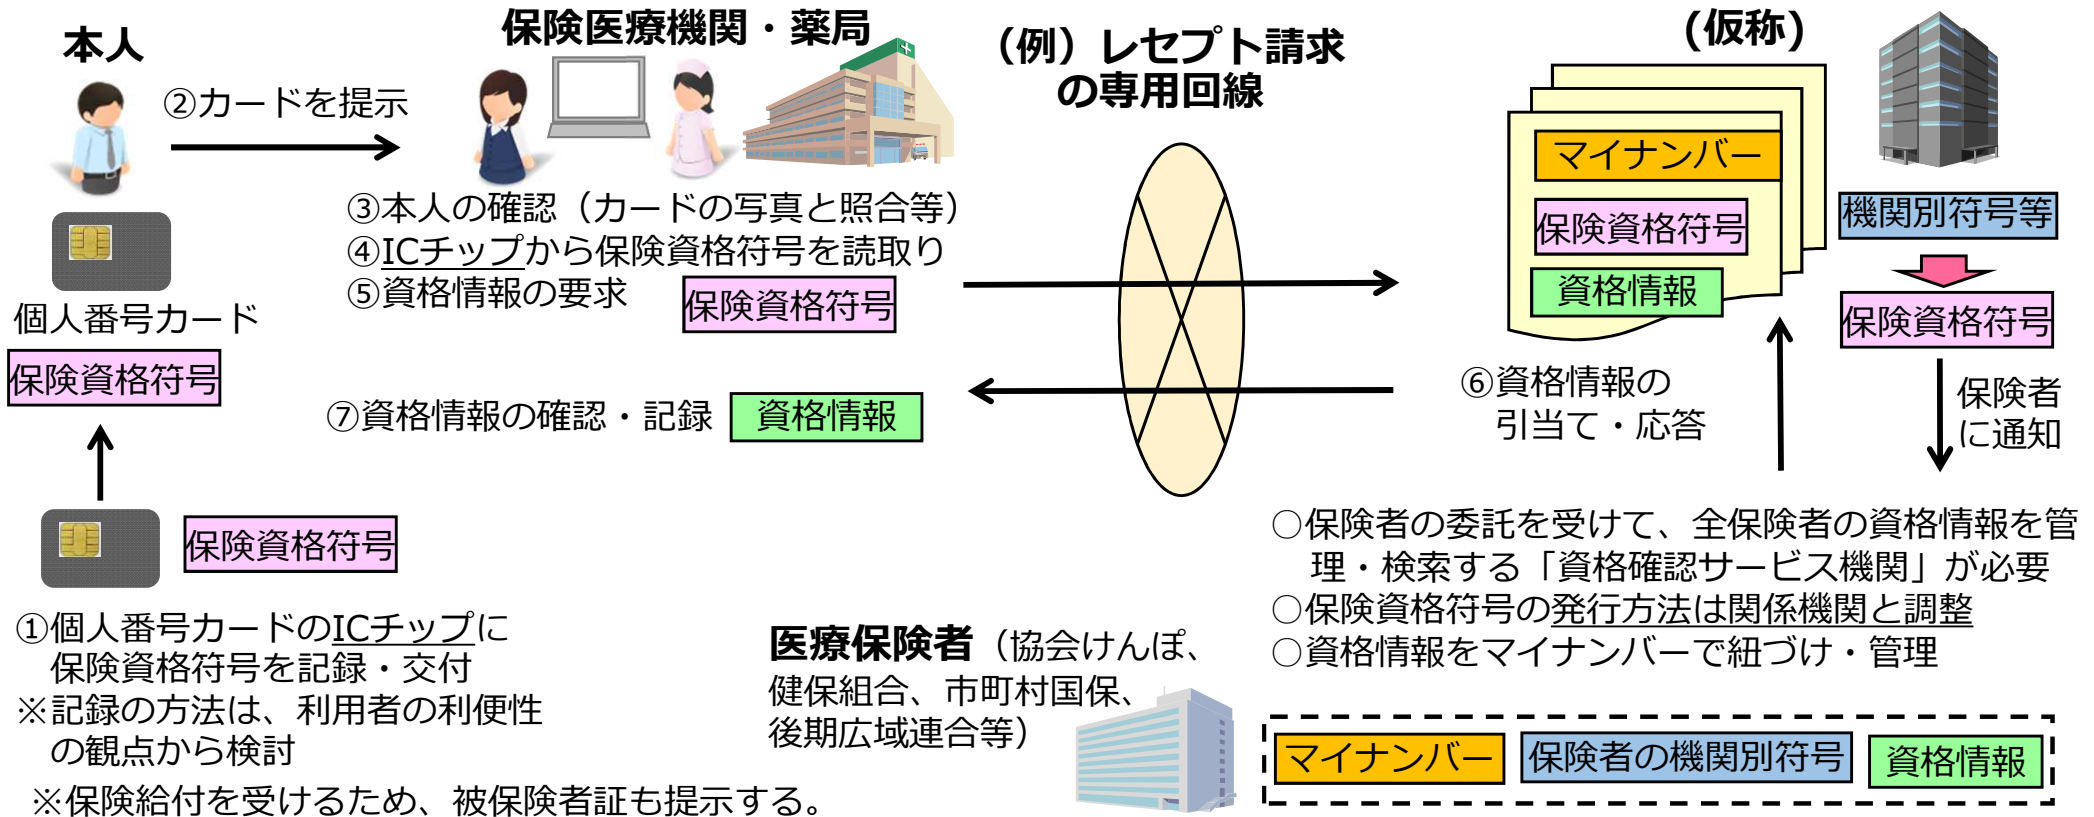 本人
②カードを提示
個人番号カード
保険資格符号
保険資格符号
①個人番号カードのICチップに
保険資格符号を記録・交付
※記録の方法は、利用者の利便性
の観点から検討
※保険給付を受けるため、被保険者証も提示する。
保険医療機関・薬局
③本人の確認（カードの写真と照合等）
④ICチップから保険資格符号を読取り
⑤資格情報の要求
保険資格符号
⑦資格情報の確認・記録
資格情報
（例）レセプト請求
の専用回線
(仮称)
マイナンバー
保険資格符号
資格情報
機関別符号等
保険資格符号
⑥資格情報の
引当て・応答
保険者
に通知
○保険者の委託を受けて、全保険者の資格情報を管
理・検索する「資格確認サービス機関」が必要
○保険資格符号の発行方法は関係機関と調整
○資格情報をマイナンバーで紐づけ・管理
医療保険者（協会けんぽ、
健保組合、市町村国保、
後期広域連合等）
マイナンバー
保険者の機関別符号
資格情報